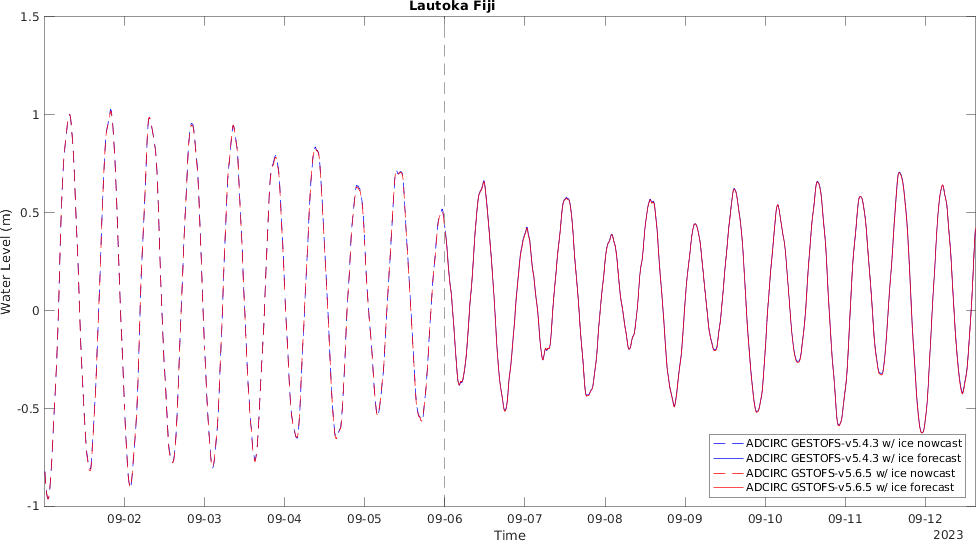 Lautoka Fiji
1.5
1
0.5
0
-0.5
-1
Water Level (m)
09-02 09-03 09-04 09-05 09-06 09-07 09-08 09-09 09-10 09-11 09-12
Time
2023
ADCIRC GESTOFS-v5.4.3 w/ ice nowcast
ADCIRC GESTOFS-v5.4.3 w/ ice forecast
ADCIRC GSTOFS-v5.6.5 w/ ice nowcast
ADCIRC GSTOFS-v5.6.5 w/ ice forecast